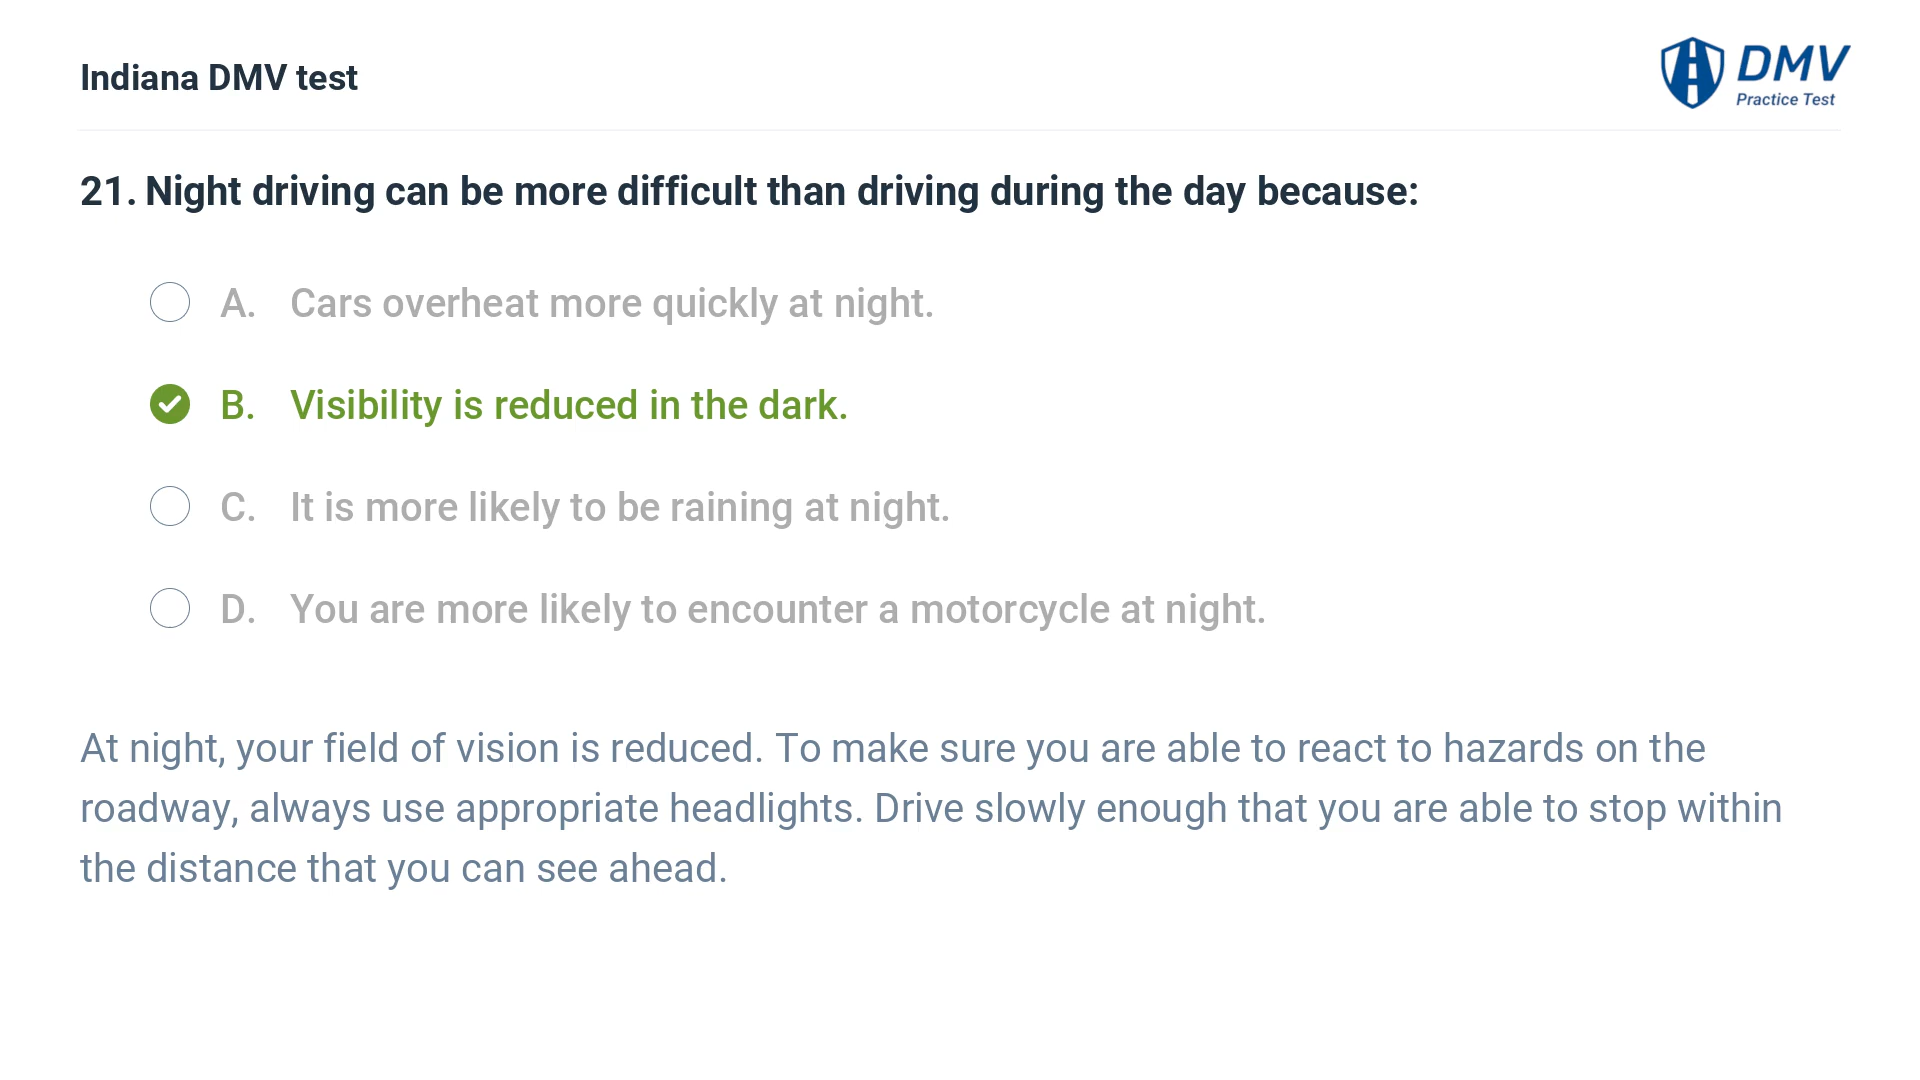 Indiana DMV test
DMV
Practice Test
21. Night driving can be more difficult than driving during the day because:
A. Cars overheat more quickly at night.
B. Visibility is reduced in the dark.
C. It is more likely to be raining at night.
D. You are more likely to encounter a motorcycle at night.
At night, your field of vision is reduced. To make sure you are able to react to hazards on the
roadway, always use appropriate headlights. Drive slowly enough that you are able to stop within
the distance that you can see ahead.